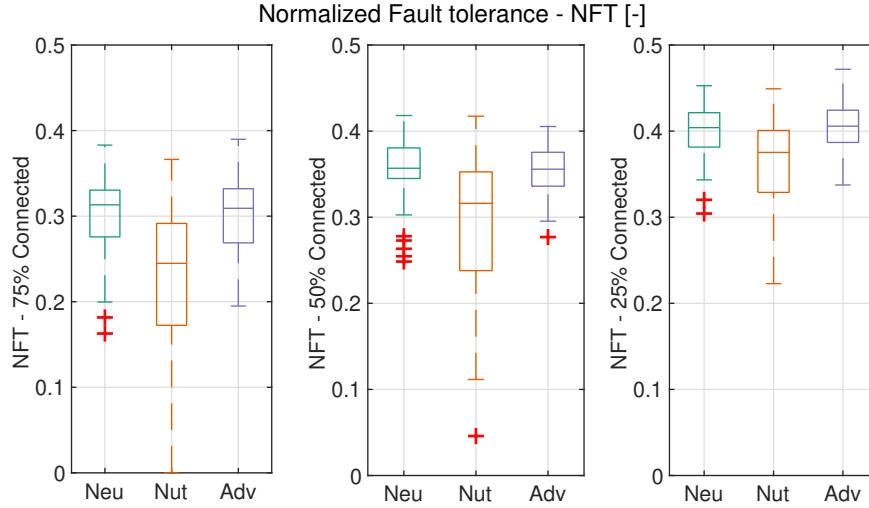 Normalized Fault tolerance - NFT [-]
NFT - 75% Connected
0.5
0.4
0.3
0.2
0.1
0
Neu Nut Adv
NFT - 50% Connected
0.5
0.4
0.3
0.2
0.1
0
Neu Nut Adv
NFT - 25% Connected
0.5
0.4
0.3
0.2
0.1
0
Neu Nut Adv